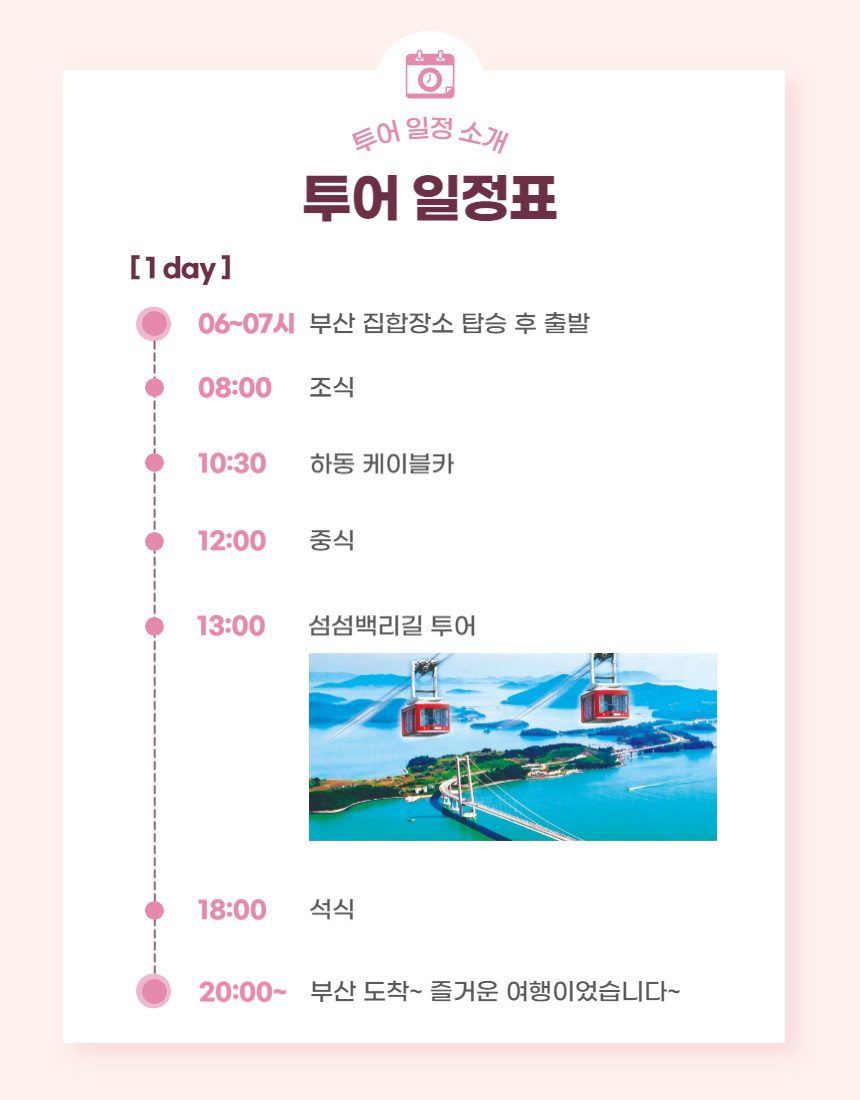 투어 일정 소개
투어 일정표
[ 1 day ]
06~07시 부산 집합장소 탑승 후 출발
08:00 조식
10:30 하동 케이블카
12:00 중식
13:00 섬섬백리길 투어
18:00 석식
20:00~ 부산 도착~ 즐거운 여행이었습니다~